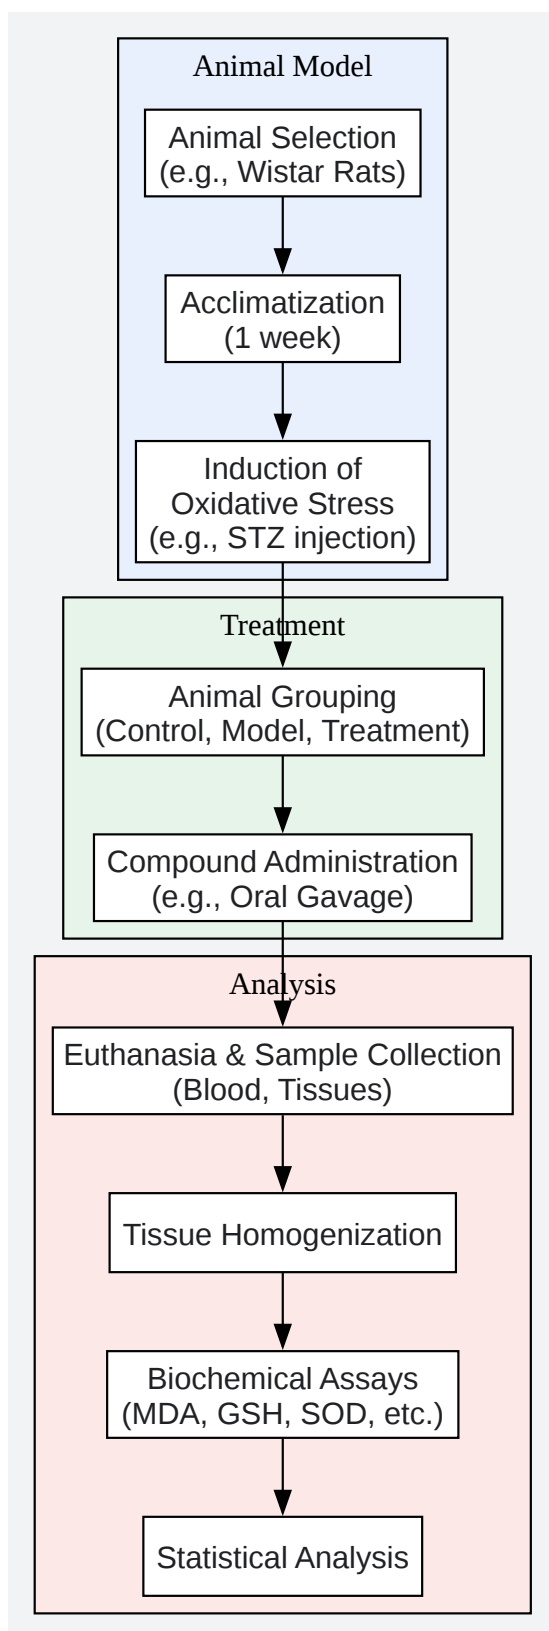 Animal Model
Animal Selection
(e.g., Wistar Rats)
Acclimatization
(1 week)
Induction of
Oxidative Stress
(e.g., STZ injection)
Treatment
Animal Grouping
(Control, Model, Treatment)
Compound Administration
(e.g., Oral Gavage)
Analysis
Euthanasia & Sample Collection
(Blood, Tissues)
Tissue Homogenization
Biochemical Assays
(MDA, GSH, SOD, etc.)
Statistical Analysis